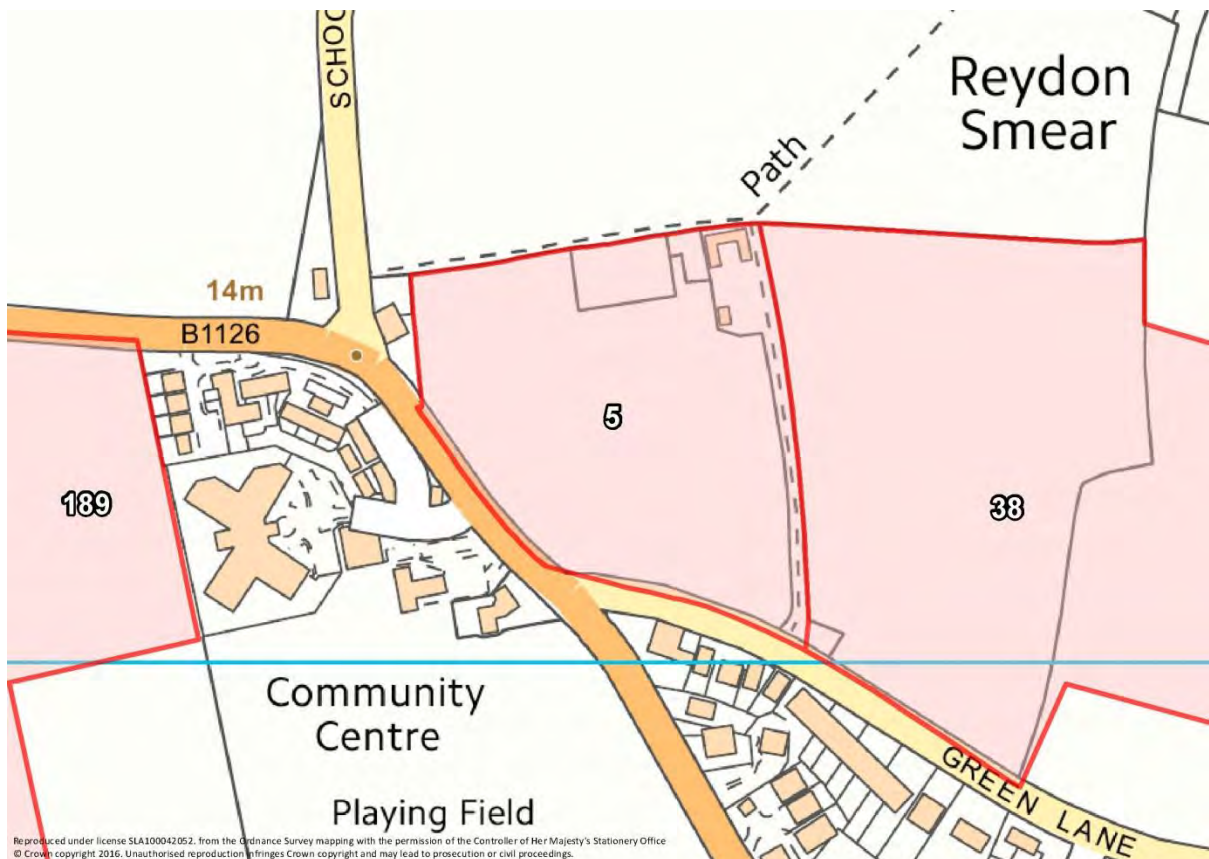 SCHOO
Reydon
Smear
Path
14m
B1126
5
189
38
Community
Centre
GREEN LANE
Playing Field
Reproduced under license SLA100042052. from the Ordnance Survey mapping with the permission of the Controller of Her Majesty's Stationery Office
© Crown copyright 2016. Unauthorised reproduction infringes Crown copyright and may lead to prosecution or civil proceedings.